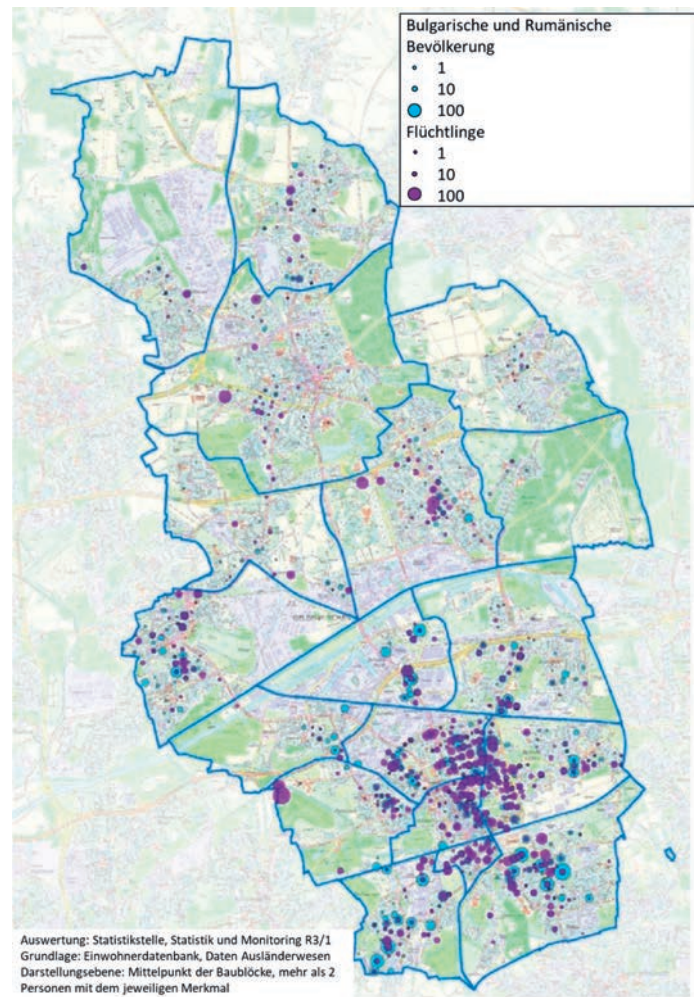 Bulgarische und Rumänische
Bevölkerung
1
10
100
Flüchtlinge
1
10
100
Auswertung: Statistikstelle, Statistik und Monitoring R3/1
Grundlage: Einwohnerdatenbank, Daten Ausländerwesen
Darstellungsebene: Mittelpunkt der Baublöcke, mehr als 2
Personen mit dem jeweiligen Merkmal